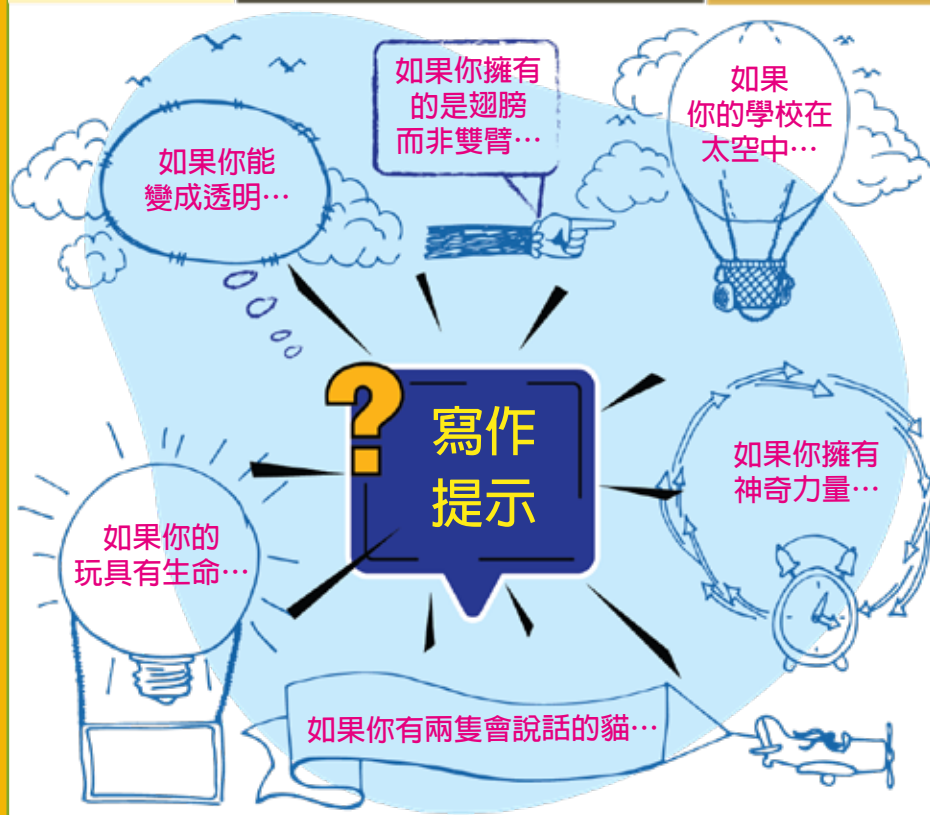 如果你擁有
的是翅膀
而非雙臂…
如果
你的學校在
太空中…
如果你能
變成透明…
寫作
提示
如果你擁有
神奇力量…
如果你的
玩具有生命…
如果你有兩隻會說話的貓…